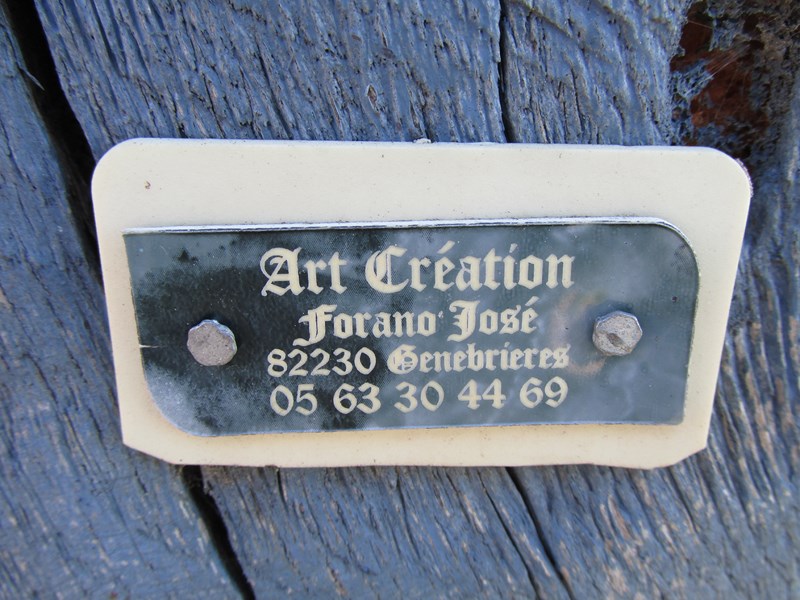 Art Création
Forano José
82230 Genebrieres
05 63 30 44 69